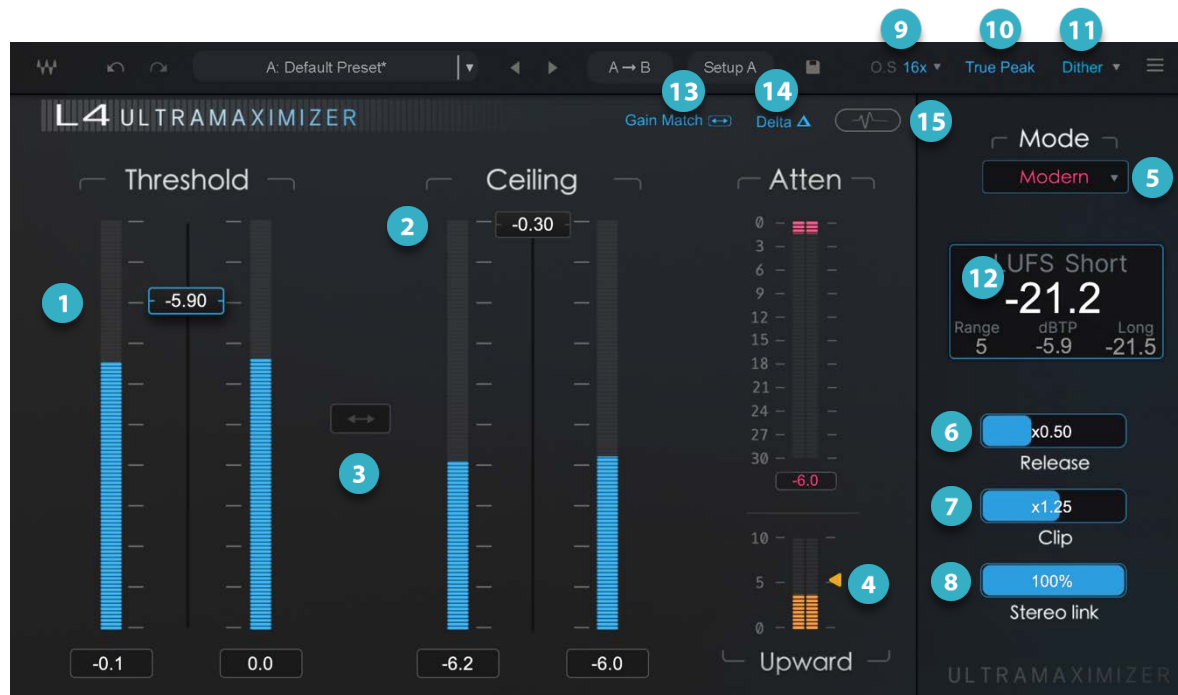 9 10 11
A: Default Preset* A → B Setup A O.S 16x True Peak Dither
L4 ULTRAMAXIMIZER
13 14 15
Gain Match Delta Δ
Mode
Modern
5
Threshold
Ceiling
Atten
1
-5.90
2
-0.30
3
0
3
6
9
12
15
18
21
24
27
30
-6.0
10
5
0
4
Upward
-0.1 0.0
-6.2 -6.0
12
LUFS Short
-21.2
Range dBTP Long
5 -5.9 -21.5
6
x0.50
Release
7
x1.25
Clip
8
100%
Stereo link
ULTRAMAXIMIZER